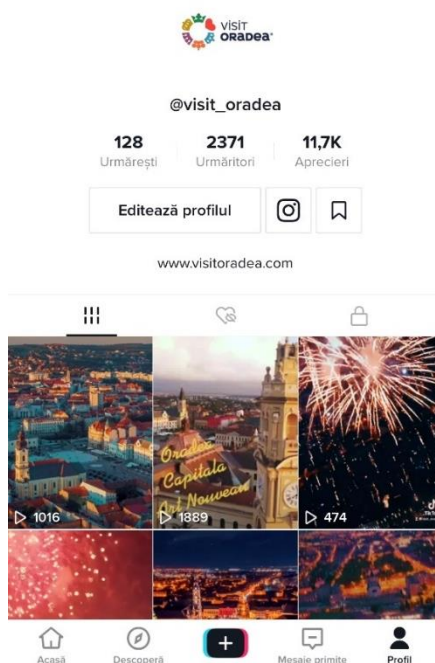 VISIT
ORADEA
@visit_oradea
128 2371 11,7K
Urmărești Urmăritori Aprecieri
Editează profilul
www.visitoradea.com
Oradea
Capitala
Art Nouveau
1016 1889 474
Acasă Descoperă Mesaje primite Profil